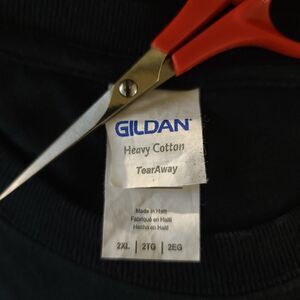 GILDAN®
Heavy Cotton
TearAway
Made in Haiti
Fabriqué en Haïti
Hecho en Haití
2XL | 2TG | 2EG